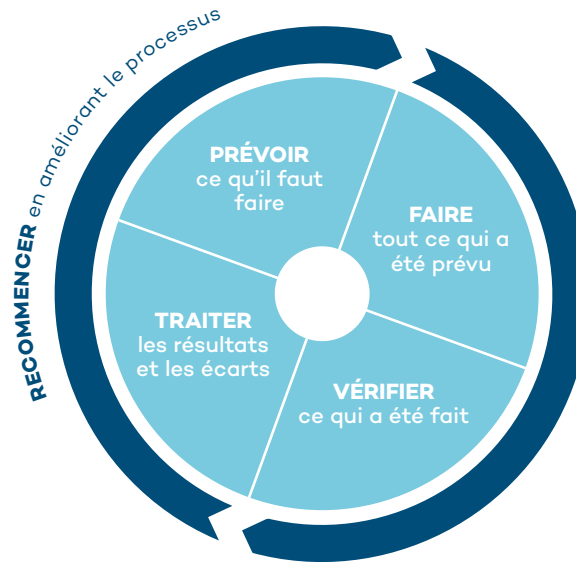 RECOMMENCER en améliorant le processus
PRÉVOIR
ce qu'il faut
faire
FAIRE
tout ce qui a
été prévu
VÉRIFIER
ce qui a été fait
TRAITER
les résultats
et les écarts